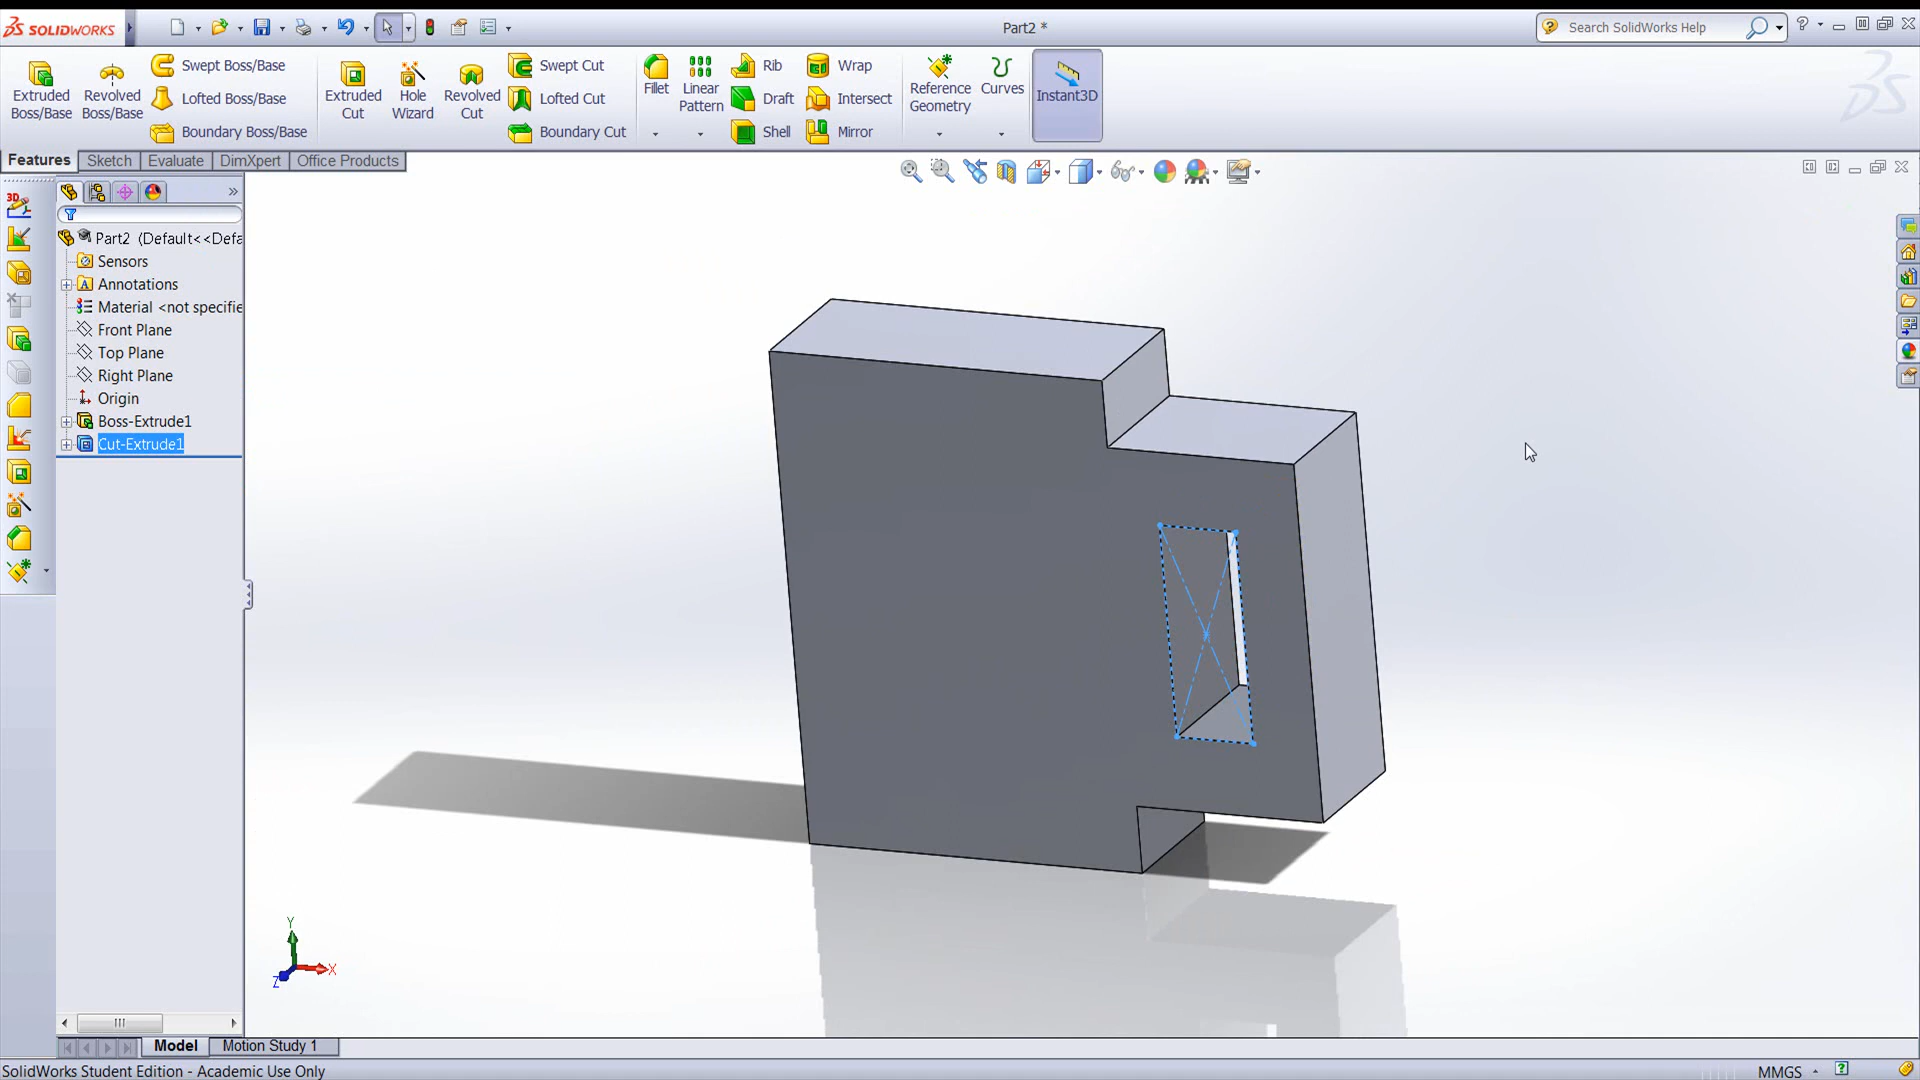 SOLIDWORKS
Part2 *
Search SolidWorks Help
Extruded Boss/Base
Revolved Boss/Base
Swept Boss/Base
Lofted Boss/Base
Boundary Boss/Base
Extruded Cut
Hole Wizard
Revolved Cut
Swept Cut
Lofted Cut
Boundary Cut
Fillet
Linear Pattern
Rib
Draft
Shell
Wrap
Intersect
Mirror
Reference Geometry
Curves
Instant3D
Features
Sketch
Evaluate
DimXpert
Office Products
3D
Part2 (Default<<Defa
Sensors
A
Annotations
Material <not specifie
Front Plane
Top Plane
Right Plane
Origin
Boss-Extrude1
Cut-Extrude1
Y
X
Z
Model
Motion Study 1
SolidWorks Student Edition - Academic Use Only
MMGS